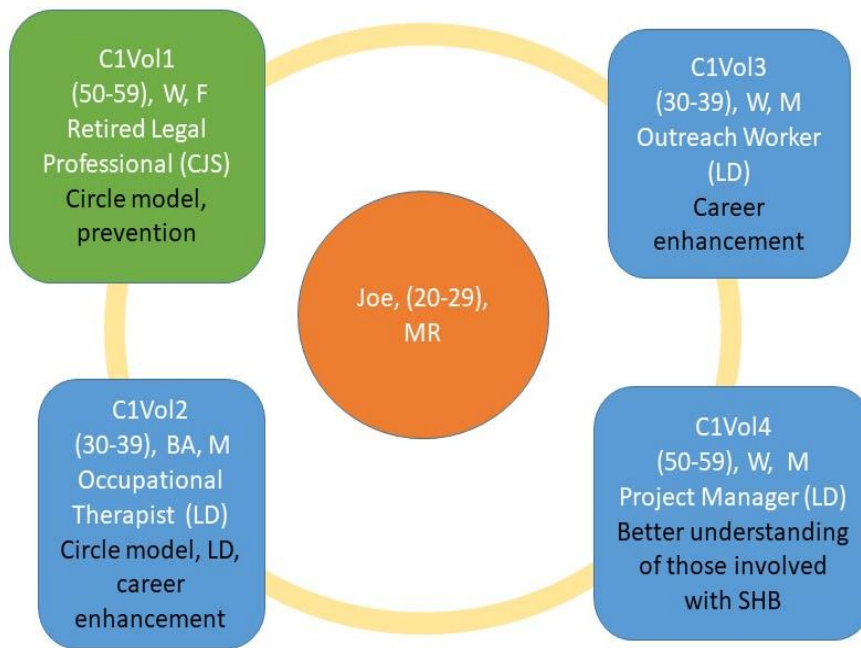 C1Vol1
(50-59), W, F
Retired Legal
Professional (CJS)
Circle model,
prevention
C1Vol3
(30-39), W, M
Outreach Worker
(LD)
Career
enhancement
Joe, (20-29),
MR
C1Vol2
(30-39), BA, M
Occupational
Therapist (LD)
Circle model, LD,
career
enhancement
C1Vol4
(50-59), W, M
Project Manager (LD)
Better understanding
of those involved
with SHB